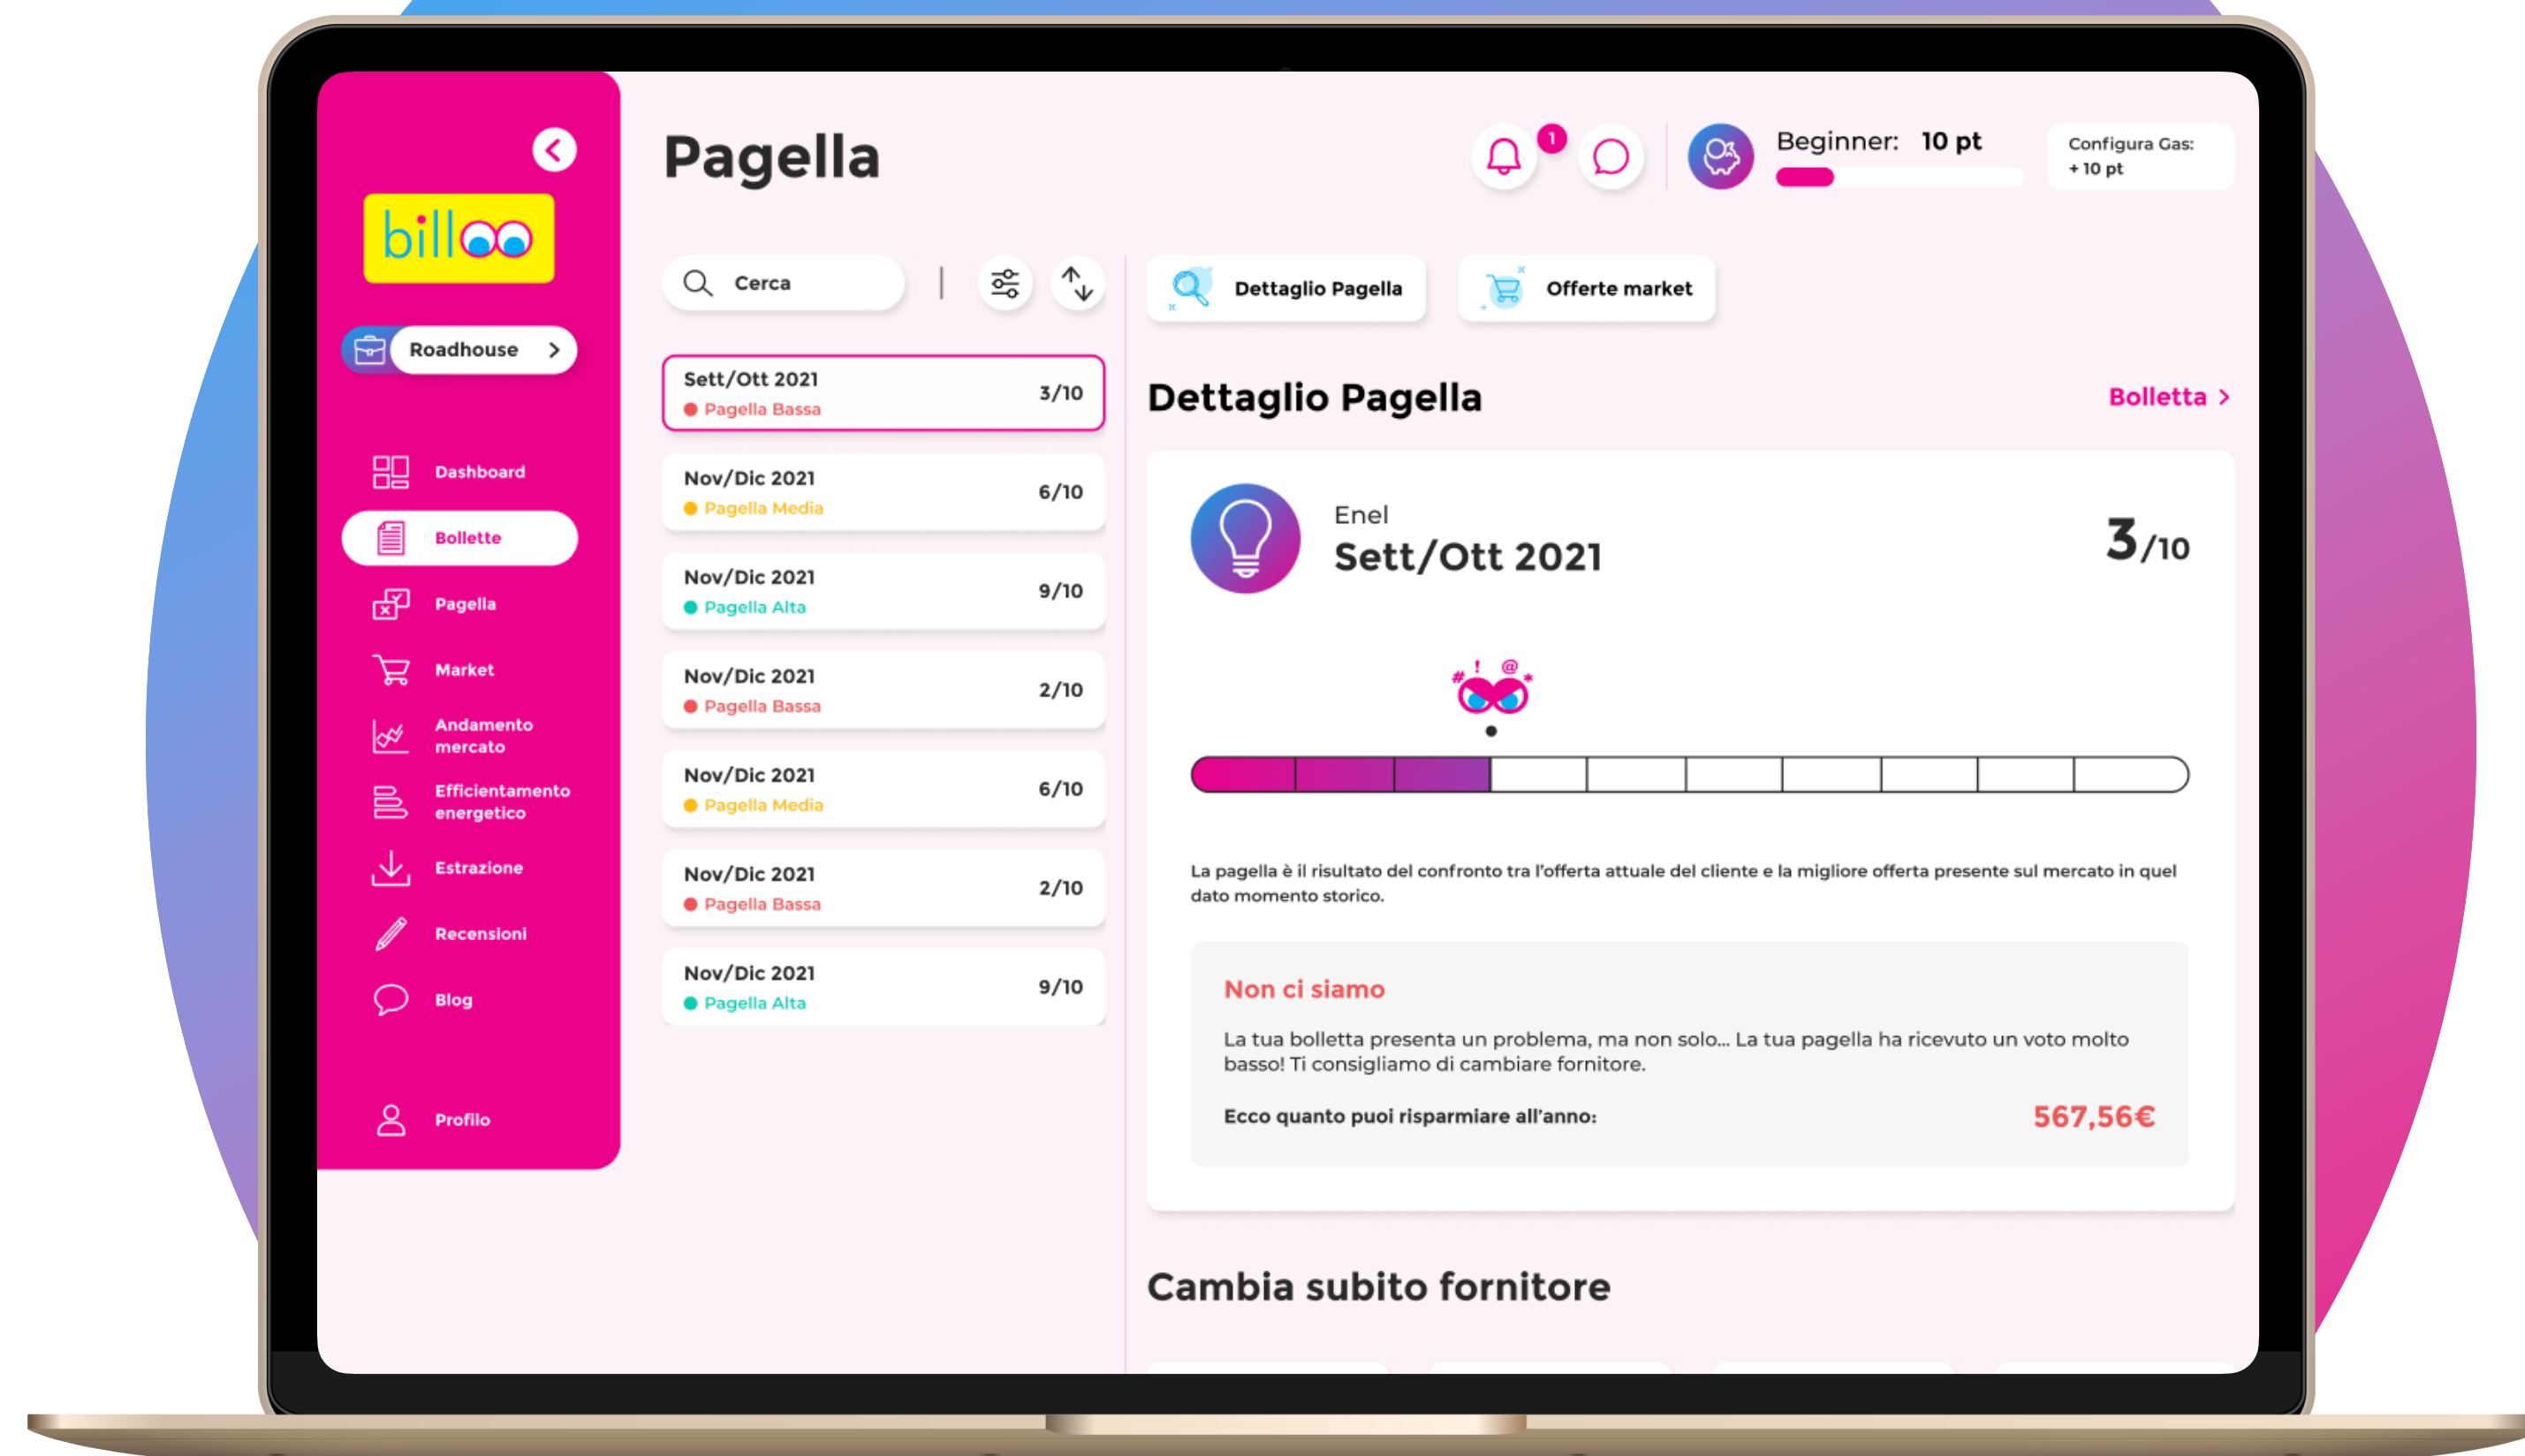 billoo
Roadhouse
Dashboard
Bollette
Pagella
Market
Andamento
mercato
Efficientamento
energetico
Estrazione
Recensioni
Blog
Profilo
Pagella
1
Beginner: 10 pt
Configura Gas:
+ 10 pt
Cerca
Sett/Ott 2021
3/10
Pagella Bassa
Nov/Dic 2021
6/10
Pagella Media
Nov/Dic 2021
9/10
Pagella Alta
Nov/Dic 2021
2/10
Pagella Bassa
Nov/Dic 2021
6/10
Pagella Media
Nov/Dic 2021
2/10
Pagella Bassa
Nov/Dic 2021
9/10
Pagella Alta
Dettaglio Pagella
Offerte market
Dettaglio Pagella
Bolletta
Enel
Sett/Ott 2021
3/10
# ! @ *
La pagella è il risultato del confronto tra l'offerta attuale del cliente e la migliore offerta presente sul mercato in quel
dato momento storico.
Non ci siamo
La tua bolletta presenta un problema, ma non solo... La tua pagella ha ricevuto un voto molto
basso! Ti consigliamo di cambiare fornitore.
Ecco quanto puoi risparmiare all'anno:
567,56€
Cambia subito fornitore